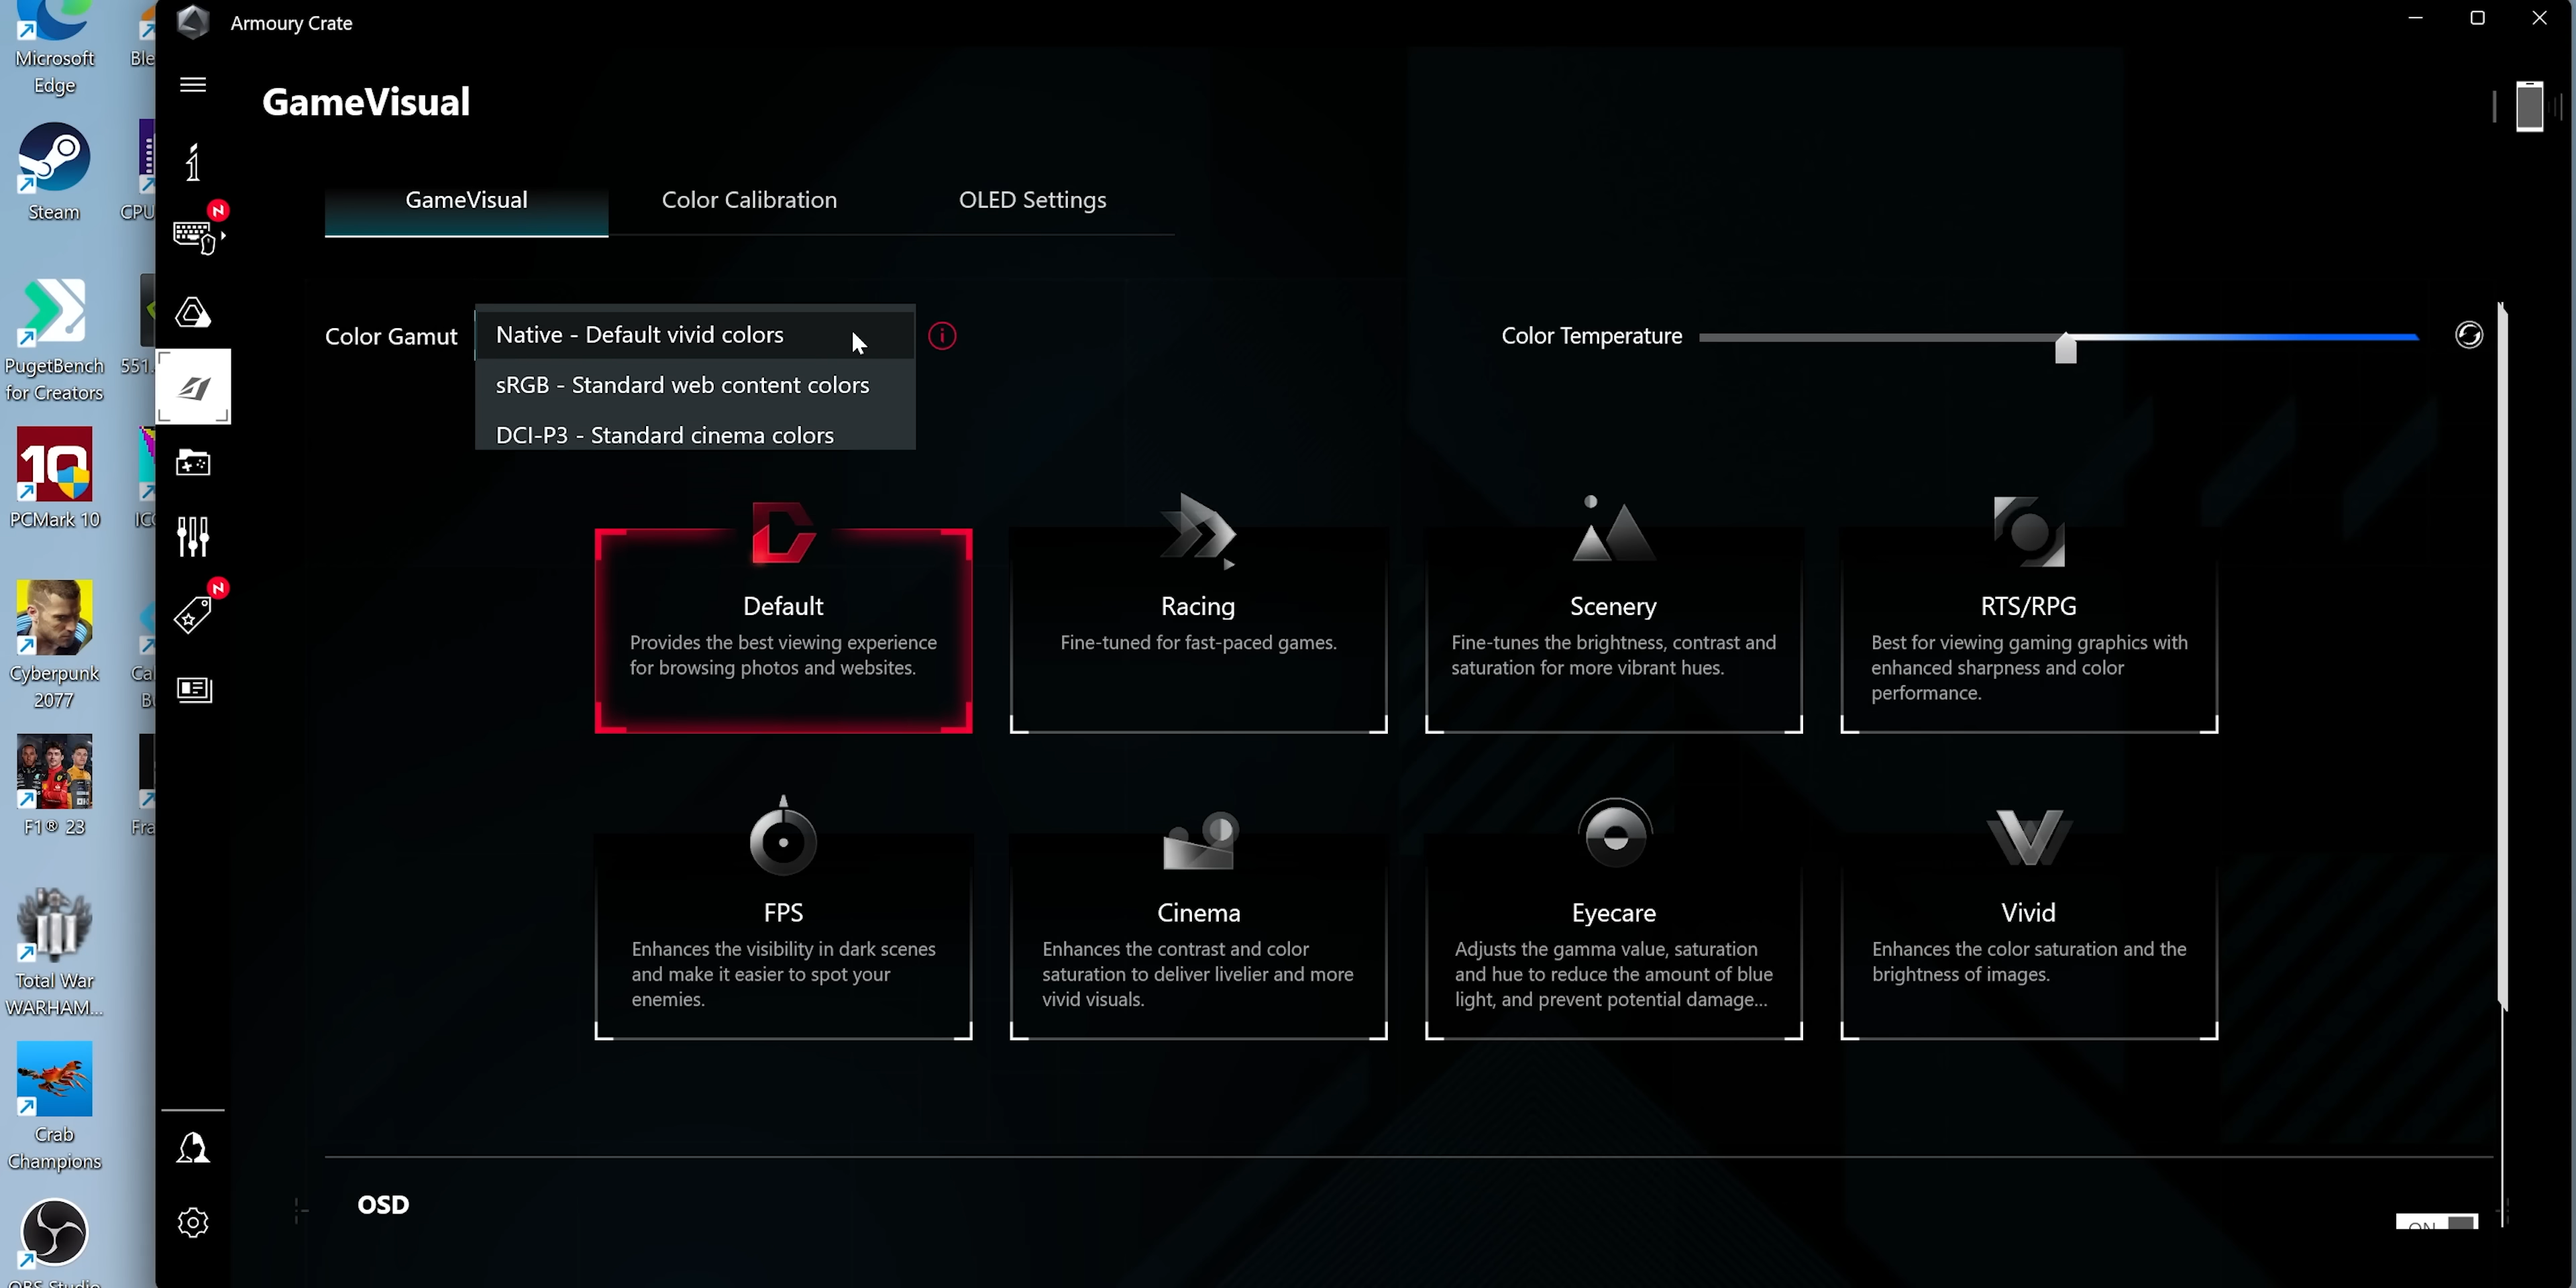 Microsoft
Edge
Steam
PugetBench
for Creators
PCMark 10
Cyberpunk
2077
F1® 23
Total War
WARHAM...
Crab
Champions
OBS Studio
CPU
Armoury Crate
GameVisual
GameVisual
Color Calibration
OLED Settings
Color Gamut
Native - Default vivid colors
sRGB - Standard web content colors
DCI-P3 - Standard cinema colors
Color Temperature
Default
Provides the best viewing experience
for browsing photos and websites.
Racing
Fine-tuned for fast-paced games.
Scenery
Fine-tunes the brightness, contrast and
saturation for more vibrant hues.
RTS/RPG
Best for viewing gaming graphics with
enhanced sharpness and color
performance.
FPS
Enhances the visibility in dark scenes
and make it easier to spot your
enemies.
Cinema
Enhances the contrast and color
saturation to deliver livelier and more
vivid visuals.
Eyecare
Adjusts the gamma value, saturation
and hue to reduce the amount of blue
light, and prevent potential damage...
Vivid
Enhances the color saturation and the
brightness of images.
OSD
ON